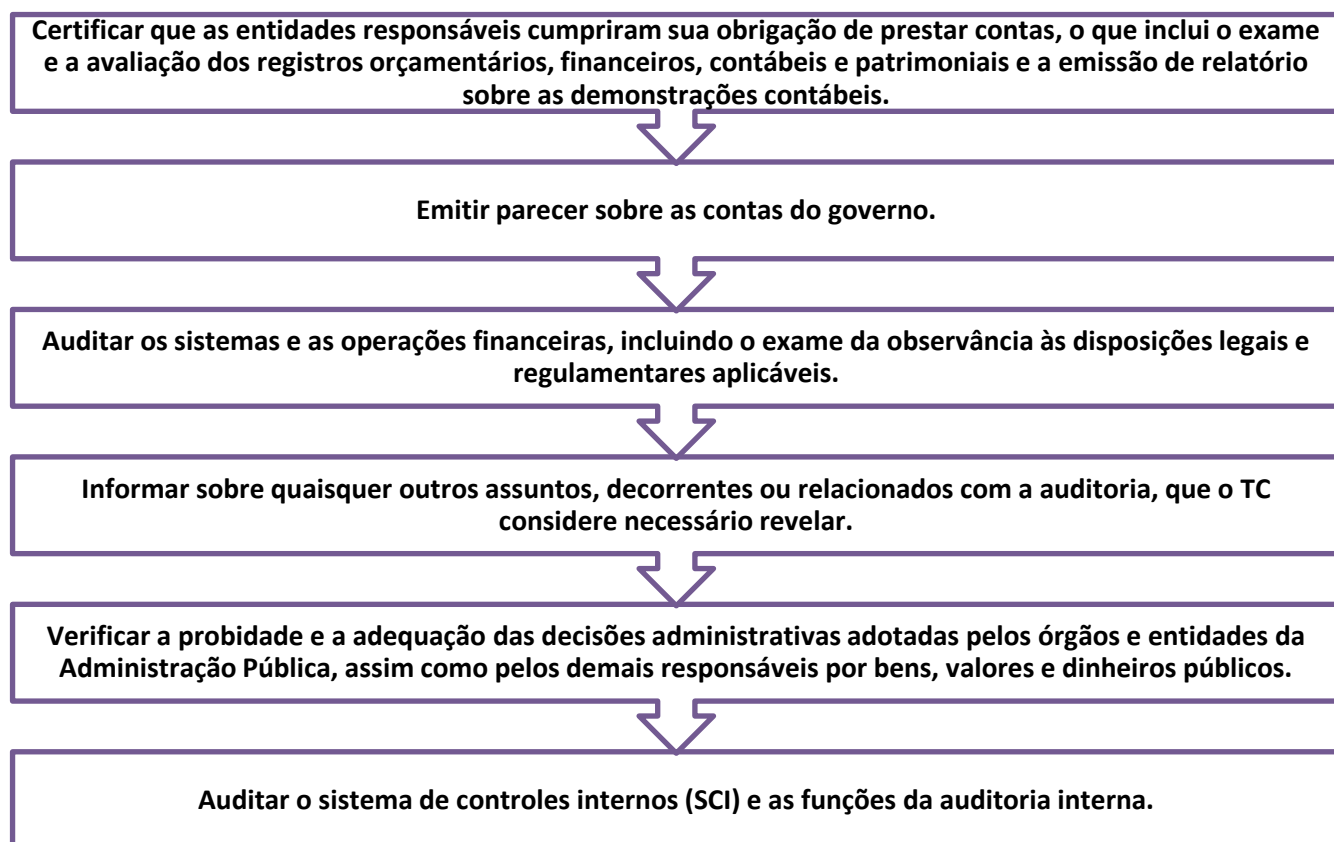 Certificar que as entidades responsáveis cumpriram sua obrigação de prestar contas, o que inclui o exame
e a avaliação dos registros orçamentários, financeiros, contábeis e patrimoniais e a emissão de relatório
sobre as demonstrações contábeis.
Emitir parecer sobre as contas do governo.
Auditar os sistemas e as operações financeiras, incluindo o exame da observância às disposições legais e
regulamentares aplicáveis.
Informar sobre quaisquer outros assuntos, decorrentes ou relacionados com a auditoria, que o TC
considere necessário revelar.
Verificar a probidade e a adequação das decisões administrativas adotadas pelos órgãos e entidades da
Administração Pública, assim como pelos demais responsáveis por bens, valores e dinheiros públicos.
Auditar o sistema de controles internos (SCI) e as funções da auditoria interna.